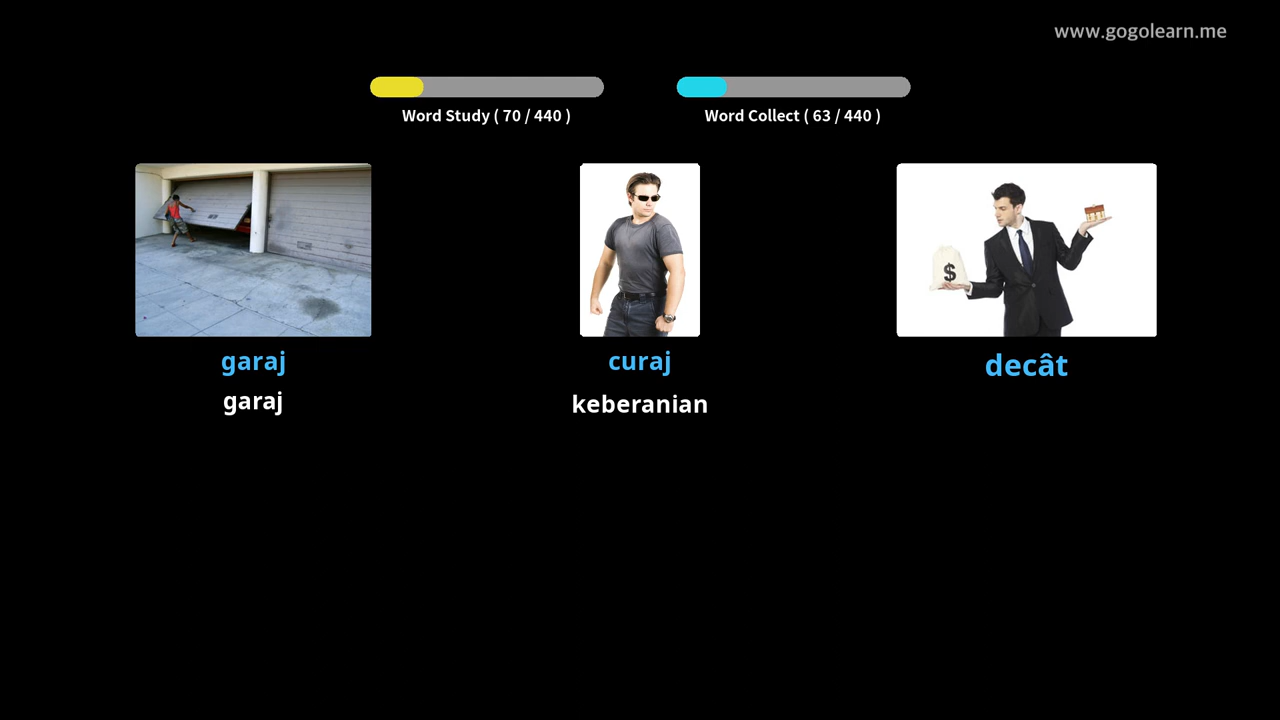 www.gogolearn.me
Word Study ( 70 / 440 )
Word Collect ( 63 / 440 )
$
garaj
garaj
curaj
keberanian
decât